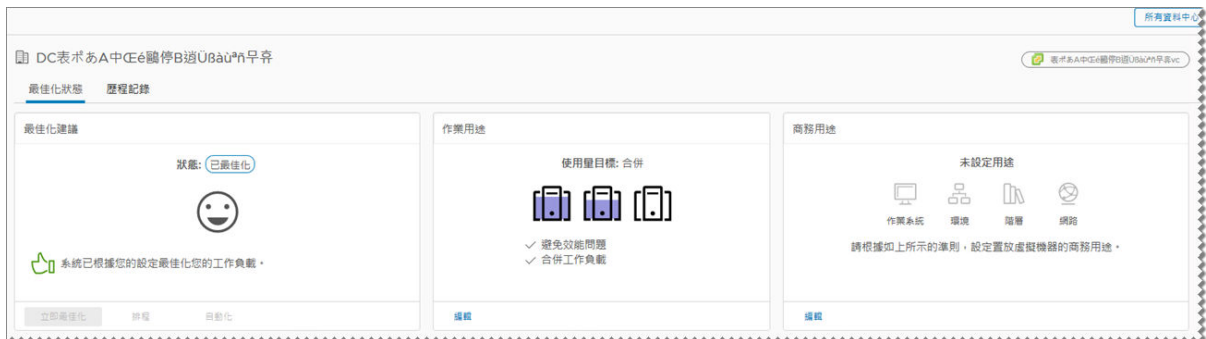 所有資料中心
DC表ポあA中Œé鷗停B逍Üßàùªñ무휴
表ポあA中Œé鷗停B逍Üßàùªñ무휴vc
最佳化狀態 歷程記錄
最佳化建議
狀態: 已最佳化
系統已根據您的設定最佳化您的工作負載。
立即最佳化 排程 自動化
作業用途
使用量目標: 合併
避免效能問題
合併工作負載
編輯
商務用途
未設定用途
作業系統 環境 階層 網路
請根據如上所示的準則，設定置放虛擬機器的商務用途。
編輯